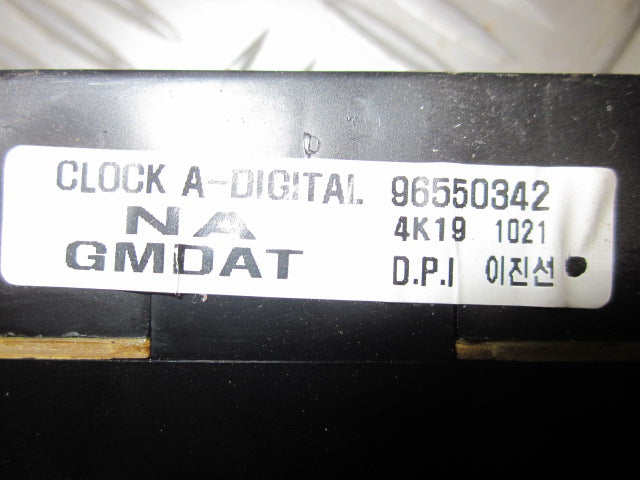 CLOCK A-DIGITAL 96550342
NA 4K19 1021
GMDAT D.P.I 이진선